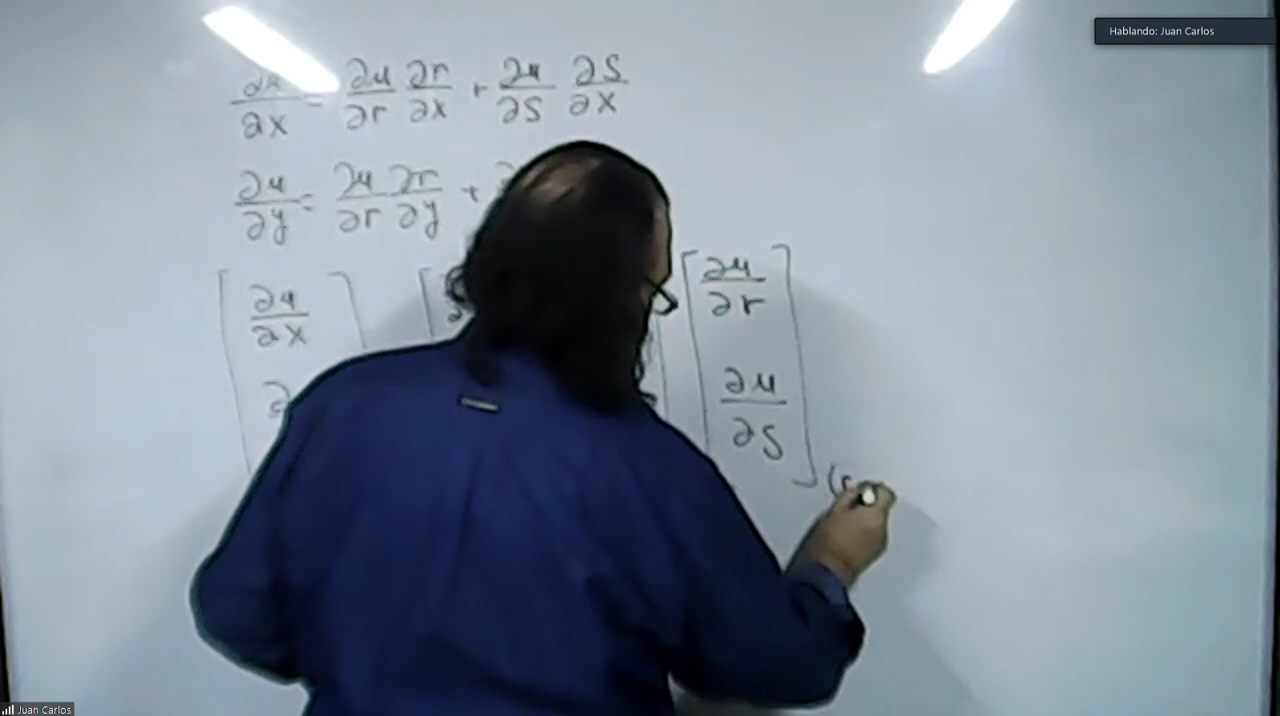 Hablando: Juan Carlos
∂u/∂x = ∂u/∂r ∂r/∂x + ∂u/∂s ∂s/∂x
∂u/∂y = ∂u/∂r ∂r/∂y +
[∂u/∂x] [ [∂u/∂r
∂u/∂s]
Juan Carlos